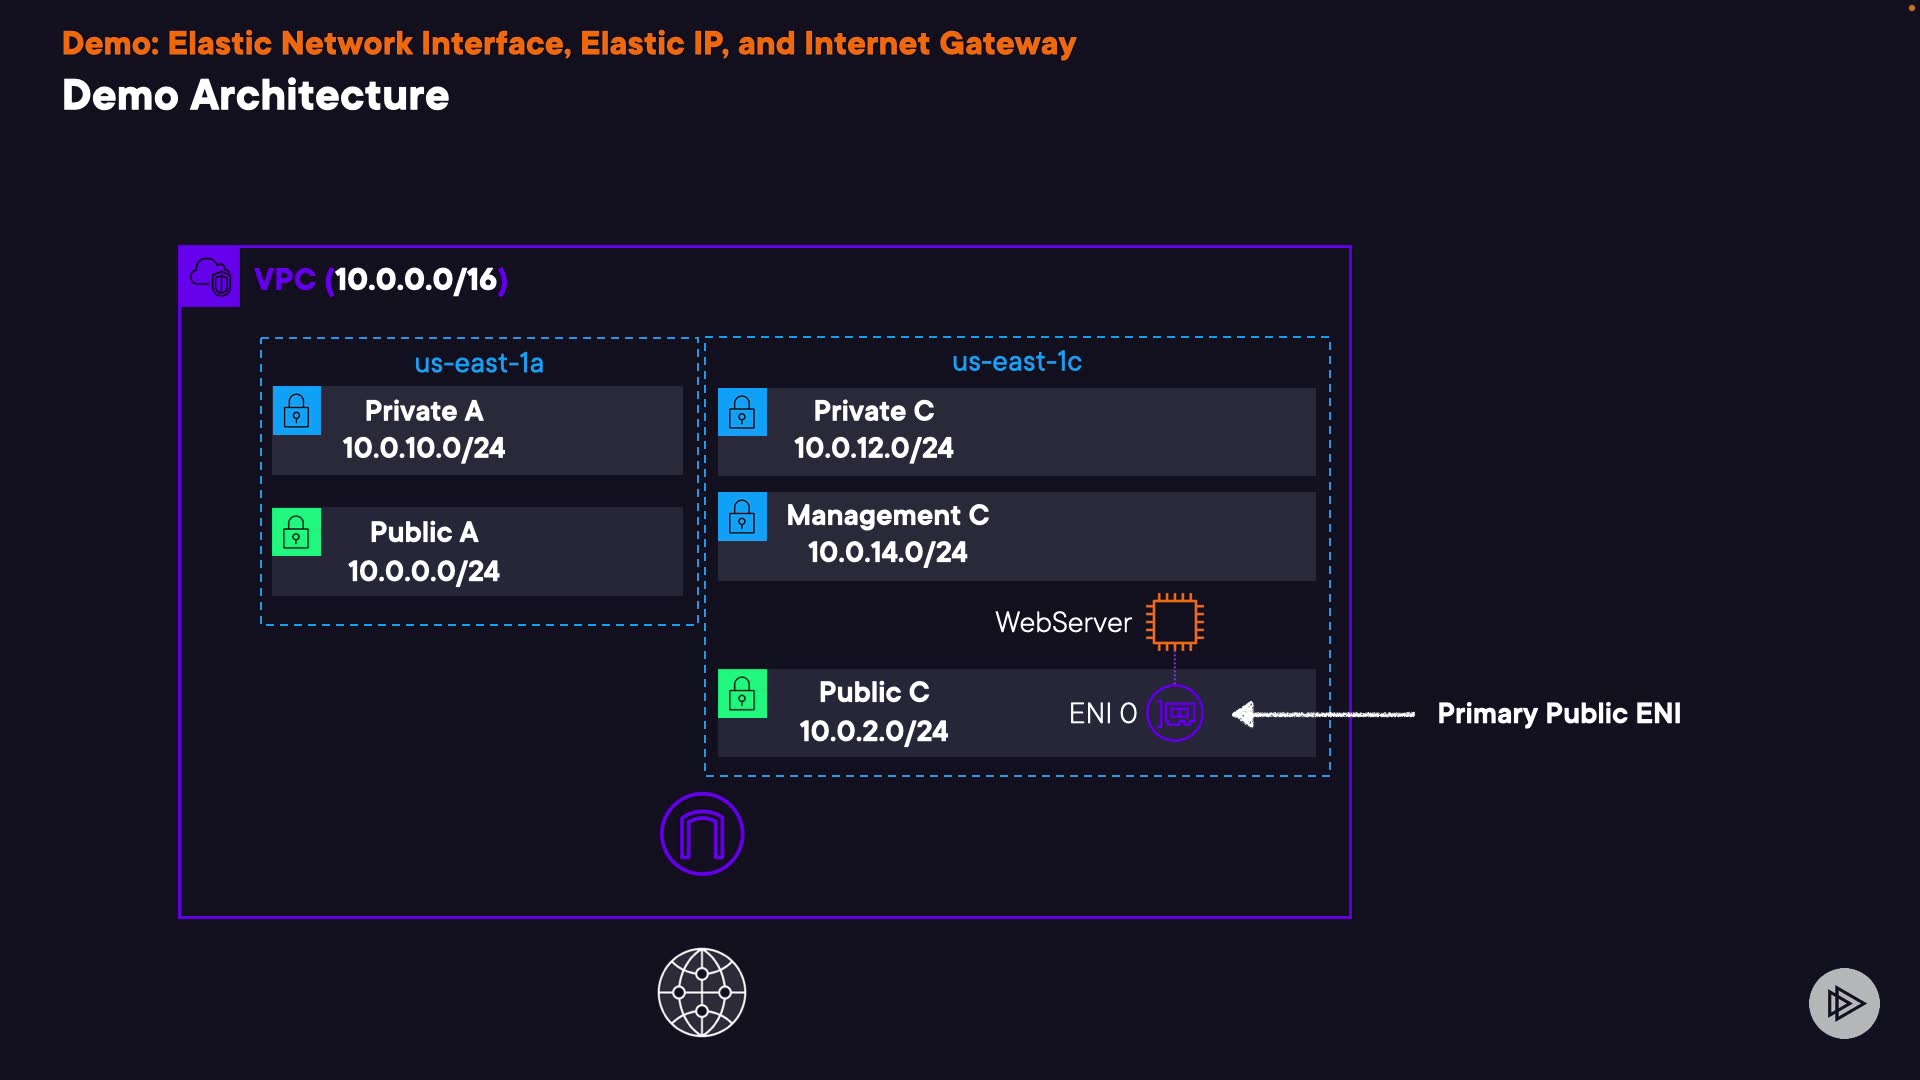 Demo: Elastic Network Interface, Elastic IP, and Internet Gateway
Demo Architecture
VPC (10.0.0.0/16)
us-east-1a
Private A
10.0.10.0/24
Public A
10.0.0.0/24
us-east-1c
Private C
10.0.12.0/24
Management C
10.0.14.0/24
WebServer
Public C
10.0.2.0/24
ENI 0
Primary Public ENI